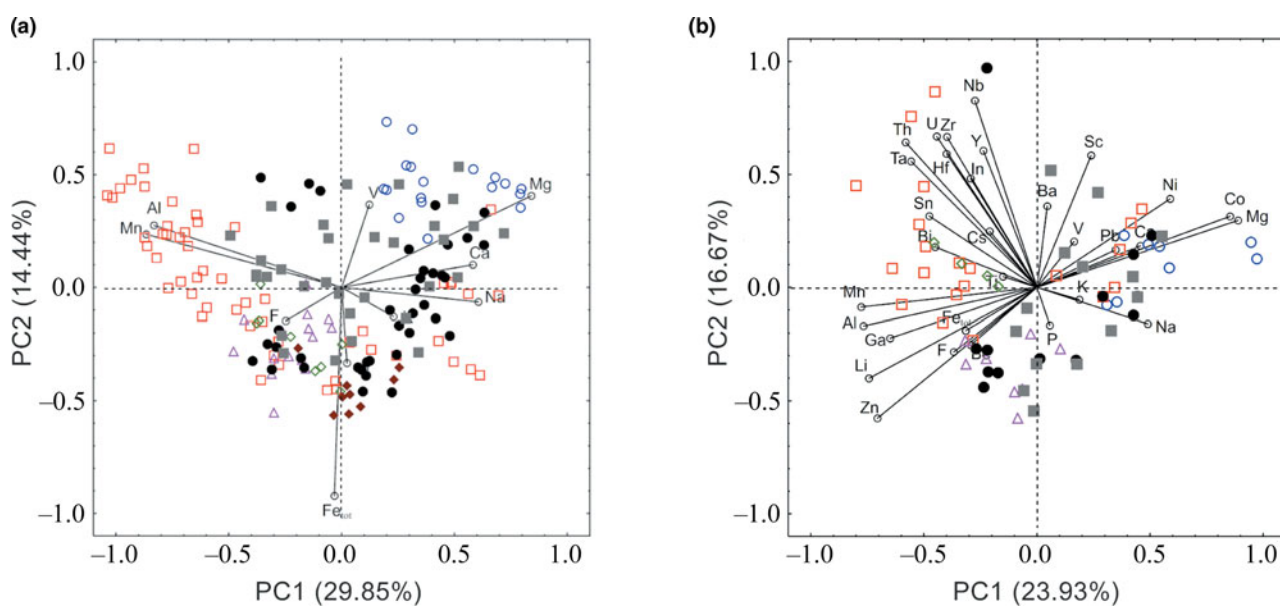 (a)
1.0
0.5
0.0
−0.5
−1.0
PC2 (14.44%)
Al
Mn
V
Mg
Ca
Na
F
Fe tot
−1.0
−0.5
0.0
0.5
1.0
PC1 (29.85%)
(b)
1.0
0.5
0.0
−0.5
−1.0
PC2 (16.67%)
Nb
U
Zr
Y
Th
Ta
Hf
In
Sc
Ba
Ni
Co
Mg
Sn
V
Bi
Cs
Pb
K
Mn
Al
Fe tot
Ga
F
P
Na
Li
Zn
−1.0
−0.5
0.0
0.5
1.0
PC1 (23.93%)